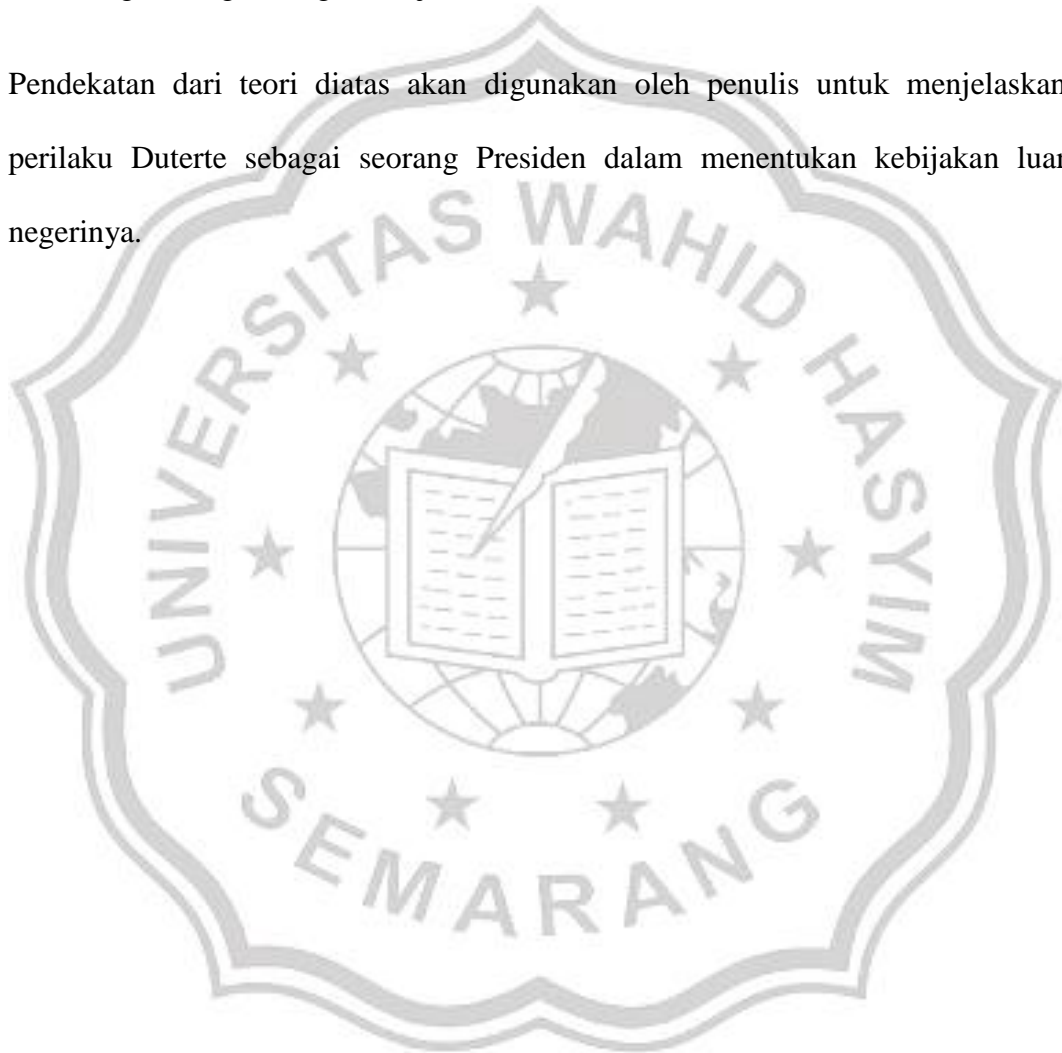 Pendekatan dari teori diatas akan digunakan oleh penulis untuk menjelaskan
perilaku Duterte sebagai seorang Presiden dalam menentukan kebijakan luar
negerinya.
UNIVERSITAS WAHID HASYIM
SEMARANG